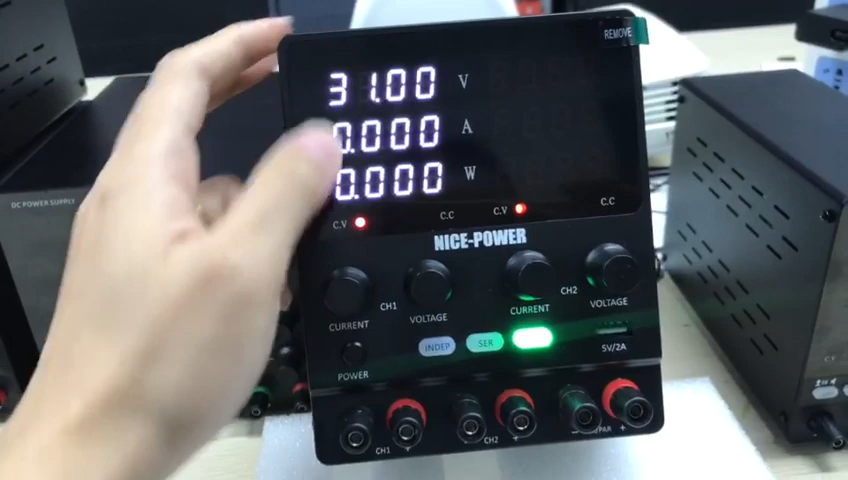 REMOVE
31.00 V
0.000 A
0.000 W
DC POWER SUPPLY
C.V C.C C.V C.C
NICE-POWER
CH1 CH2
CURRENT VOLTAGE CURRENT VOLTAGE
INDEP SER
5V/2A
POWER
CH1 + CH2 + PAR +